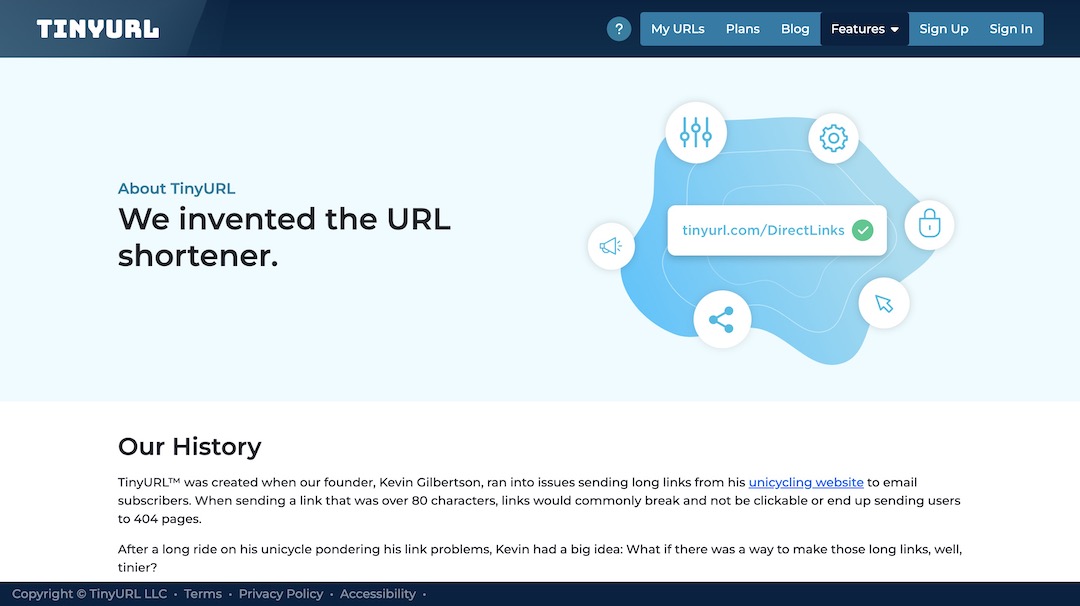 TINYURL
?
My URLs
Plans
Blog
Features
Sign Up
Sign In
About TinyURL
We invented the URL
shortener.
tinyurl.com/DirectLinks
Our History
TinyURL™ was created when our founder, Kevin Gilbertson, ran into issues sending long links from his unicycling website to email
subscribers. When sending a link that was over 80 characters, links would commonly break and not be clickable or end up sending users
to 404 pages.
After a long ride on his unicycle pondering his link problems, Kevin had a big idea: What if there was a way to make those long links, well,
tinier?
Copyright © TinyURL LLC • Terms • Privacy Policy • Accessibility •